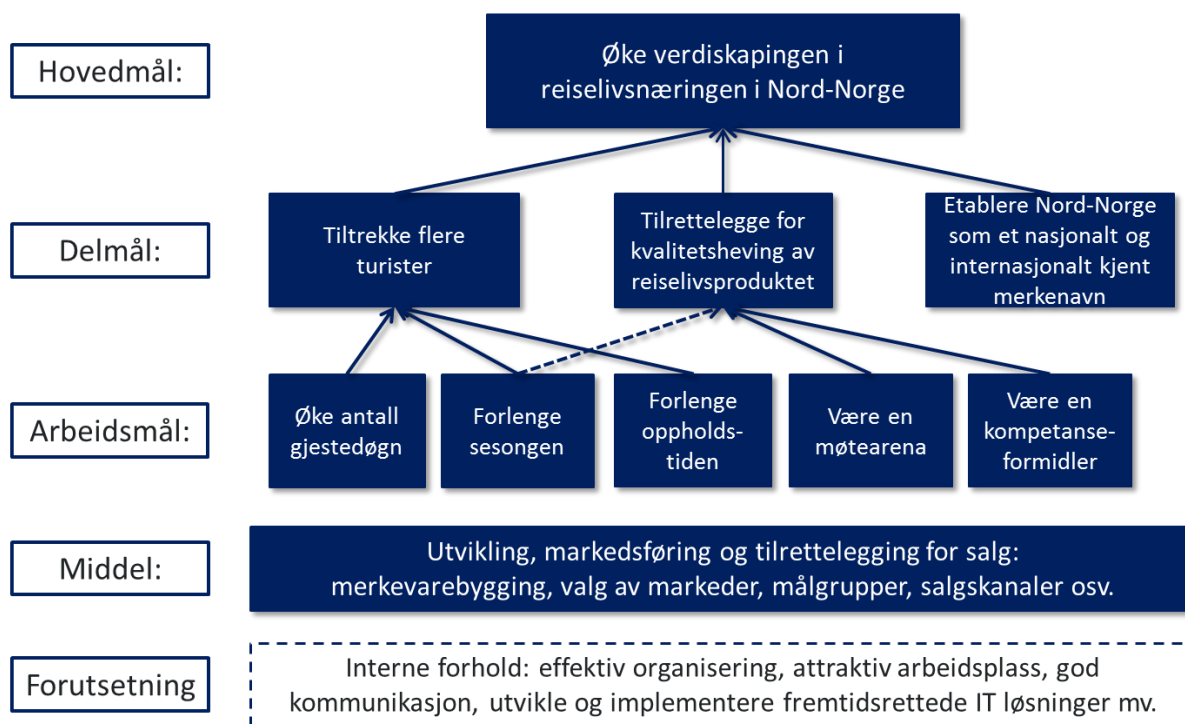 Hovedmål:
Øke verdiskapingen i
reiselivsnæringen i Nord-Norge
Delmål:
Tiltrekke flere
turister
Tilrettelegge for
kvalitetsheving av
reiselivsproduktet
Etablere Nord-Norge
som et nasjonalt og
internasjonalt kjent
merkenavn
Arbeidsmål:
Øke antall
gjestedøgn
Forlenge
sesongen
Forlenge
oppholds-
tiden
Være en
møtearena
Være en
kompetanse-
formidler
Middel:
Utvikling, markedsføring og tilrettelegging for salg:
merkevarebygging, valg av markeder, målgrupper, salgskanaler osv.
Forutsetning
Interne forhold: effektiv organisering, attraktiv arbeidsplass, god
kommunikasjon, utvikle og implementere fremtidsrettede IT løsninger mv.